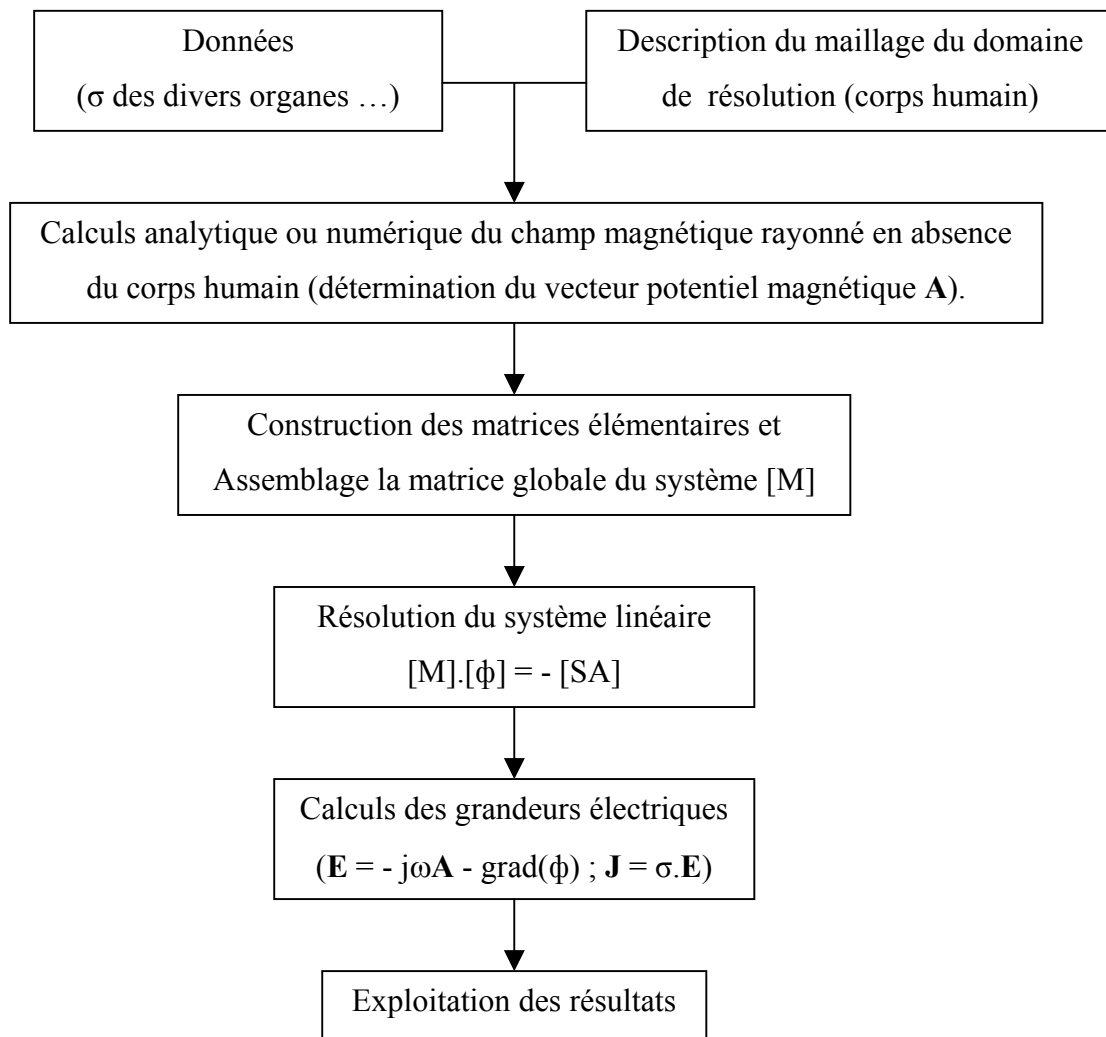 Données
(σ des divers organes …)
Description du maillage du domaine
de résolution (corps humain)
Calculs analytique ou numérique du champ magnétique rayonné en absence
du corps humain (détermination du vecteur potentiel magnétique A).
Construction des matrices élémentaires et
Assemblage la matrice globale du système [M]
Résolution du système linéaire
[M].[ф] = - [SA]
Calculs des grandeurs électriques
(E = - jωA - grad(ф) ; J = σ.E)
Exploitation des résultats